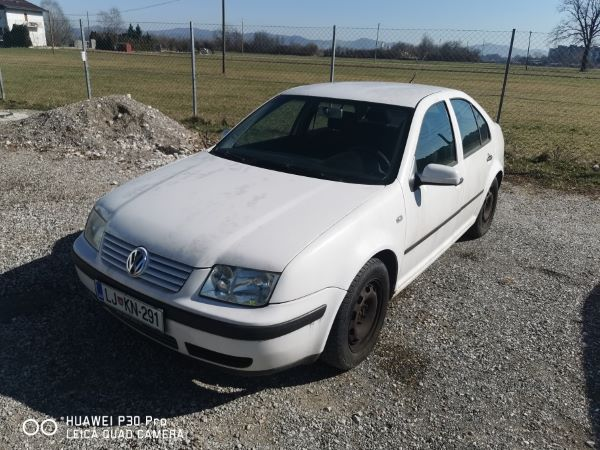 LJ KN-291
HUAWEI P30 Pro
LEICA QUAD CAMERA